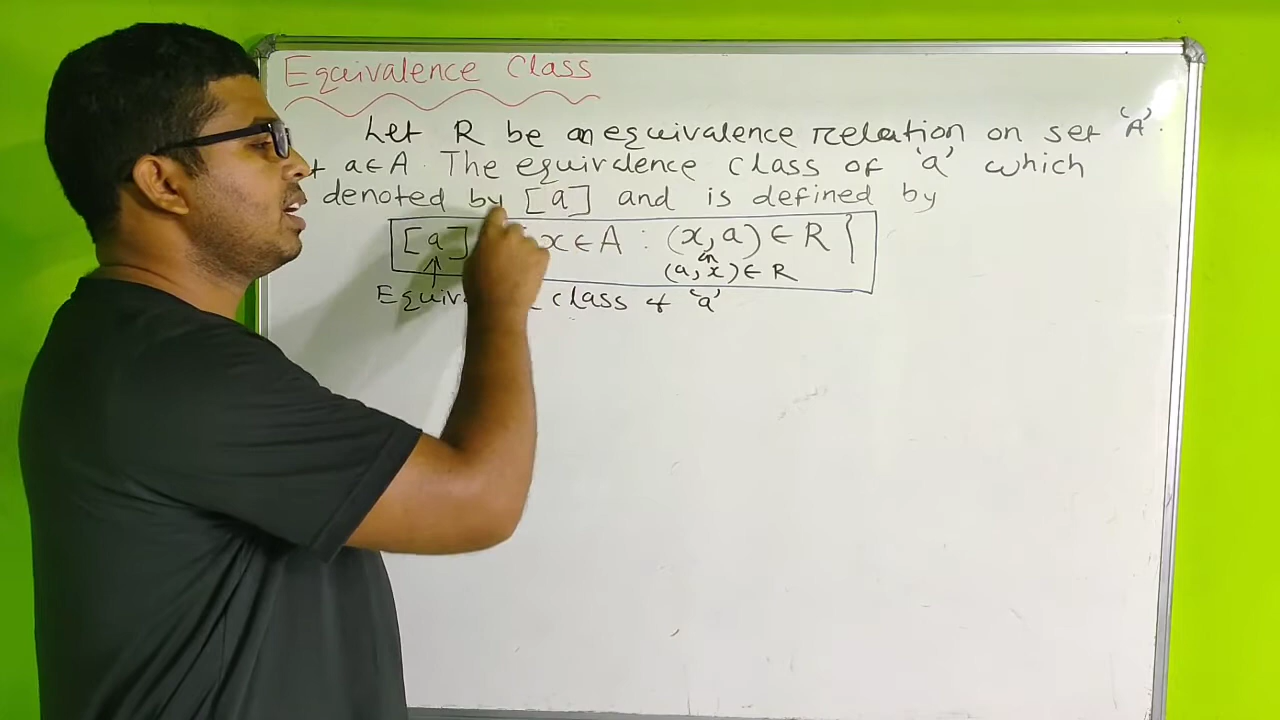 Equivalence Class
Let R be an equivalence relation on set 'A'.
a∈A. The equivalence class of 'a' which
denoted by [a] and is defined by
[a] x∈A : (x,a)∈R }
or
(a,x)∈R
class of 'a'